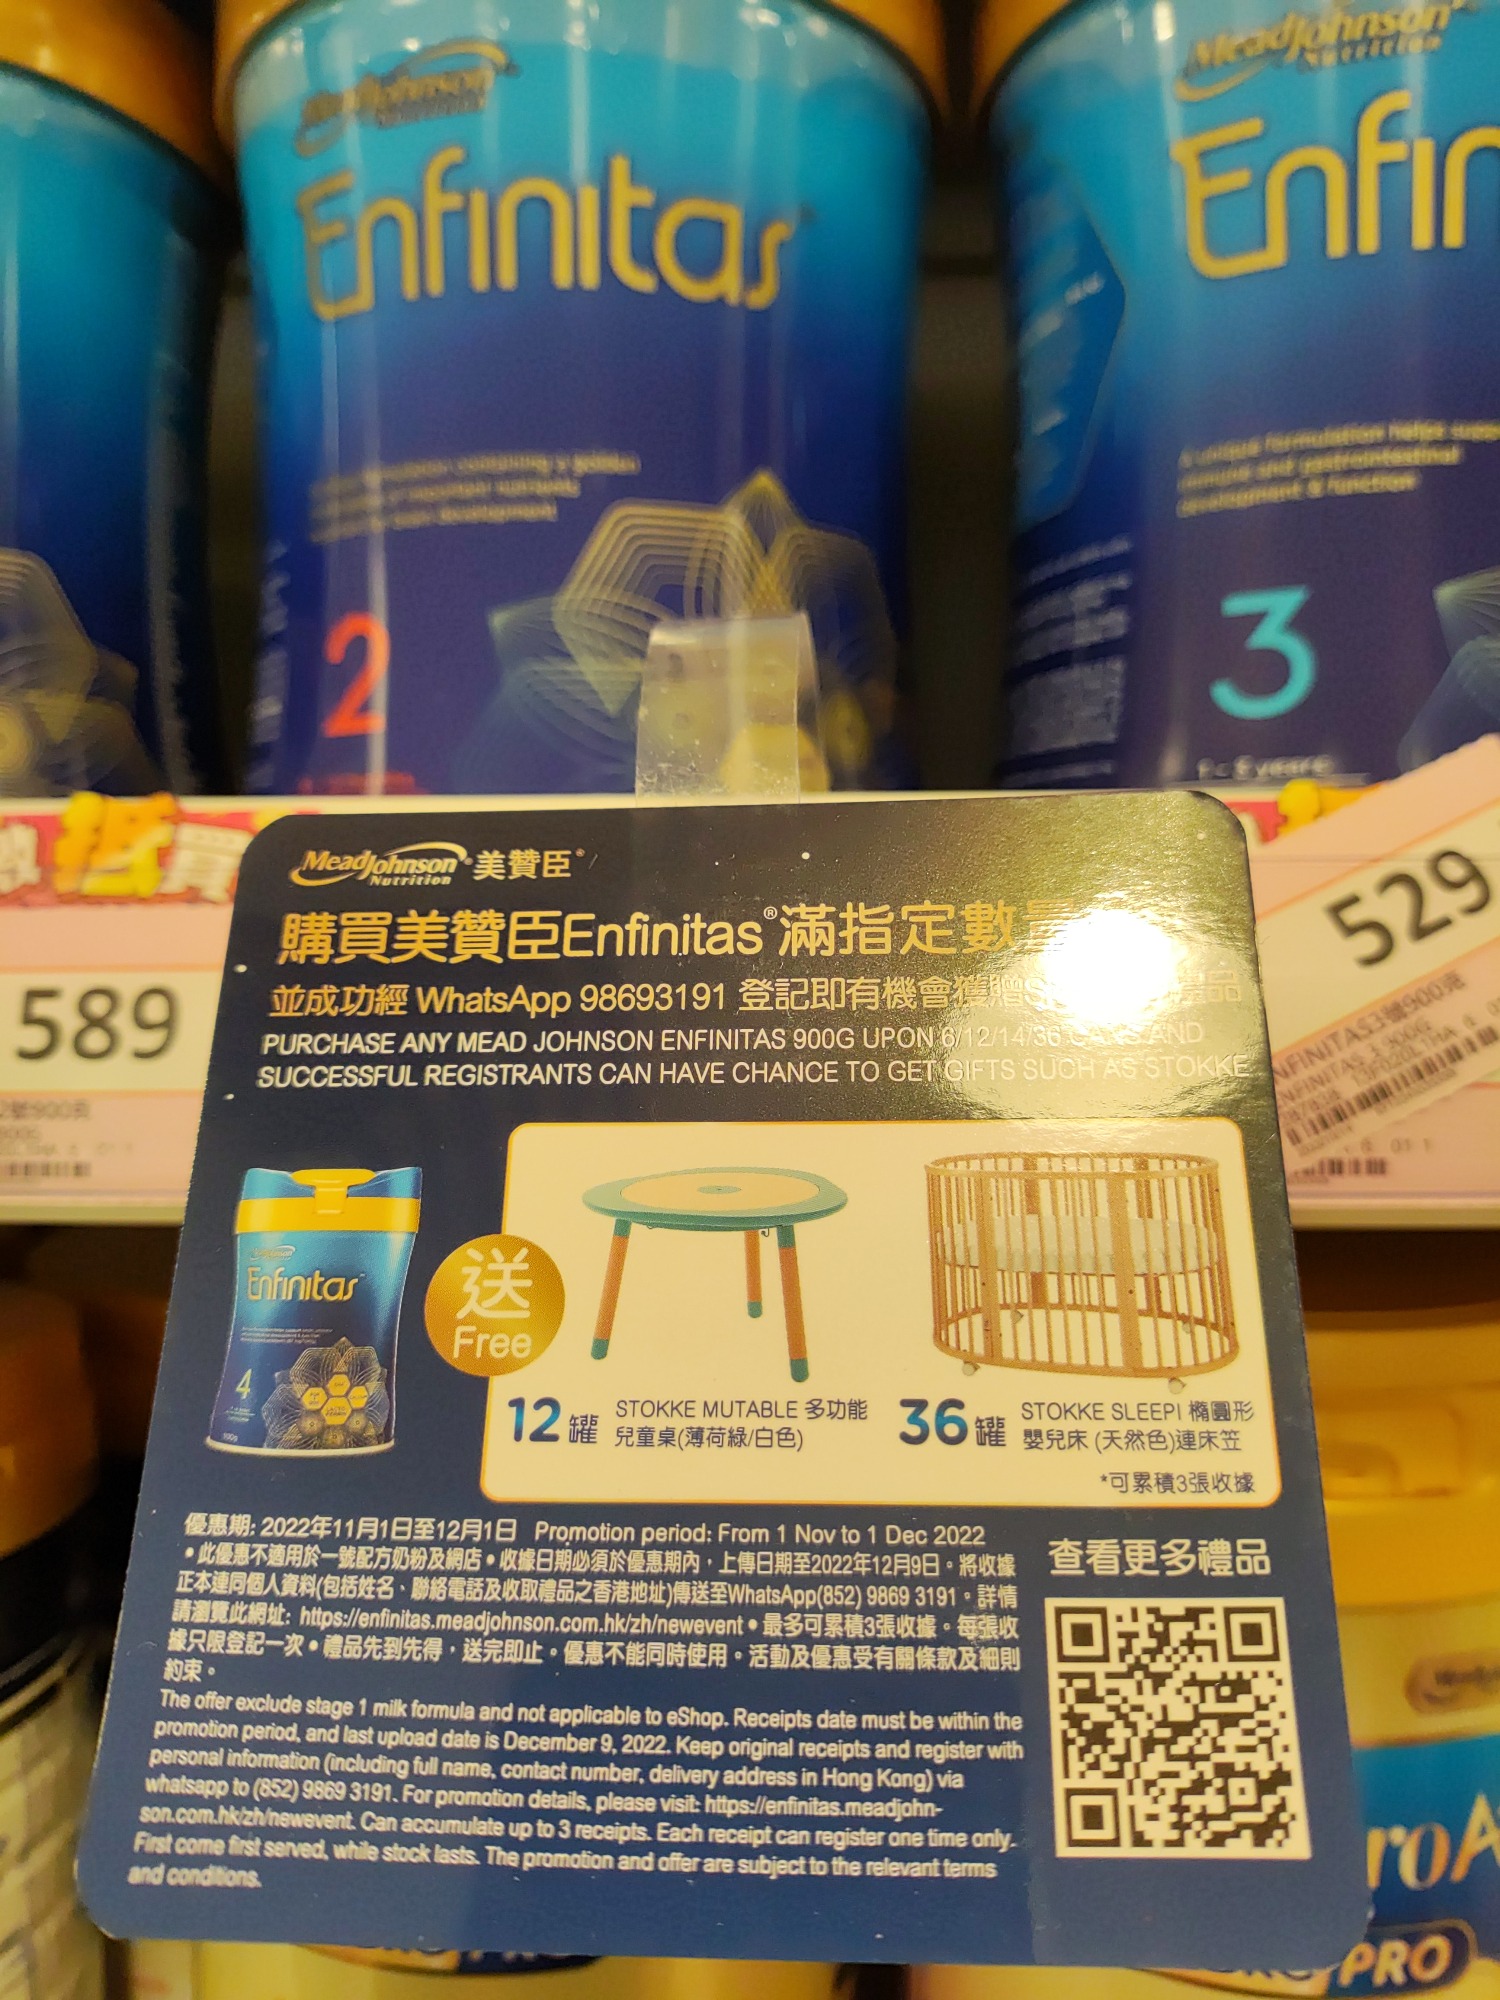 MeadJohnson
Enfinitas
2
MeadJohnson
Nutrition
Enfin
A unique formulation helps
immune and gastrointestinal
development & function
3
589
529
MeadJohnson 美贊臣
Nutrition
購買美贊臣Enfinitas®滿指定數
並成功經 WhatsApp 98693191 登記即有機會獲贈
PURCHASE ANY MEAD JOHNSON ENFINITAS 900G UPON 6/12/14/36 CANS AND
SUCCESSFUL REGISTRANTS CAN HAVE CHANCE TO GET GIFTS SUCH AS STOKKE
Enfinitas
4
送
Free
12罐 STOKKE MUTABLE 多功能
兒童桌(薄荷綠/白色)
36罐 STOKKE SLEEPI 橢圓形
嬰兒床 (天然色)連床笠
*可累積3張收據
優惠期: 2022年11月1日至12月1日 Promotion period: From 1 Nov to 1 Dec 2022
•此優惠不適用於一號配方奶粉及網店•收據日期必須於優惠期內，上傳日期至2022年12月9日。將收據
正本連同個人資料(包括姓名、聯絡電話及收取禮品之香港地址)傳送至WhatsApp(852) 9869 3191。詳情
請瀏覽此網址: https://enfinitas.meadjohnson.com.hk/zh/newevent•最多可累積3張收據。每張收
據只限登記一次•禮品先到先得，送完即止。優惠不能同時使用。活動及優惠受有關條款及細則
約束。
The offer exclude stage 1 milk formula and not applicable to eShop. Receipts date must be within the
promotion period, and last upload date is December 9, 2022. Keep original receipts and register with
personal information (including full name, contact number, delivery address in Hong Kong) via
whatsapp to (852) 9869 3191. For promotion details, please visit: https://enfinitas.meadjohn-
son.com.hk/zh/newevent. Can accumulate up to 3 receipts. Each receipt can register one time only.
First come first served, while stock lasts. The promotion and offer are subject to the relevant terms
and conditions.
查看更多禮品
PRO